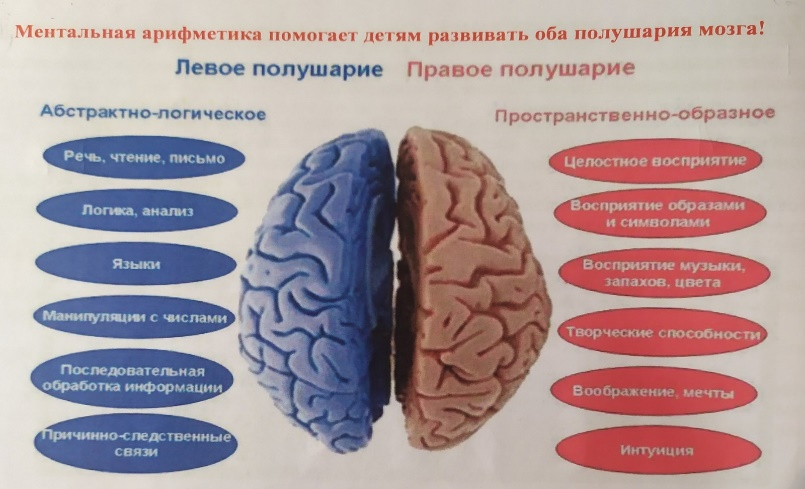 Ментальная арифметика помогает детям развивать оба полушария мозга!
Левое полушарие
Правое полушарие
Абстрактно-логическое
Речь, чтение, письмо
Логика, анализ
Языки
Манипуляции с числами
Последовательная
обработка информации
Причинно-следственные
связи
Пространственно-образное
Целостное восприятие
Восприятие образами
и символами
Восприятие музыки,
запахов, цвета
Творческие способности
Воображение, мечты
Интуиция